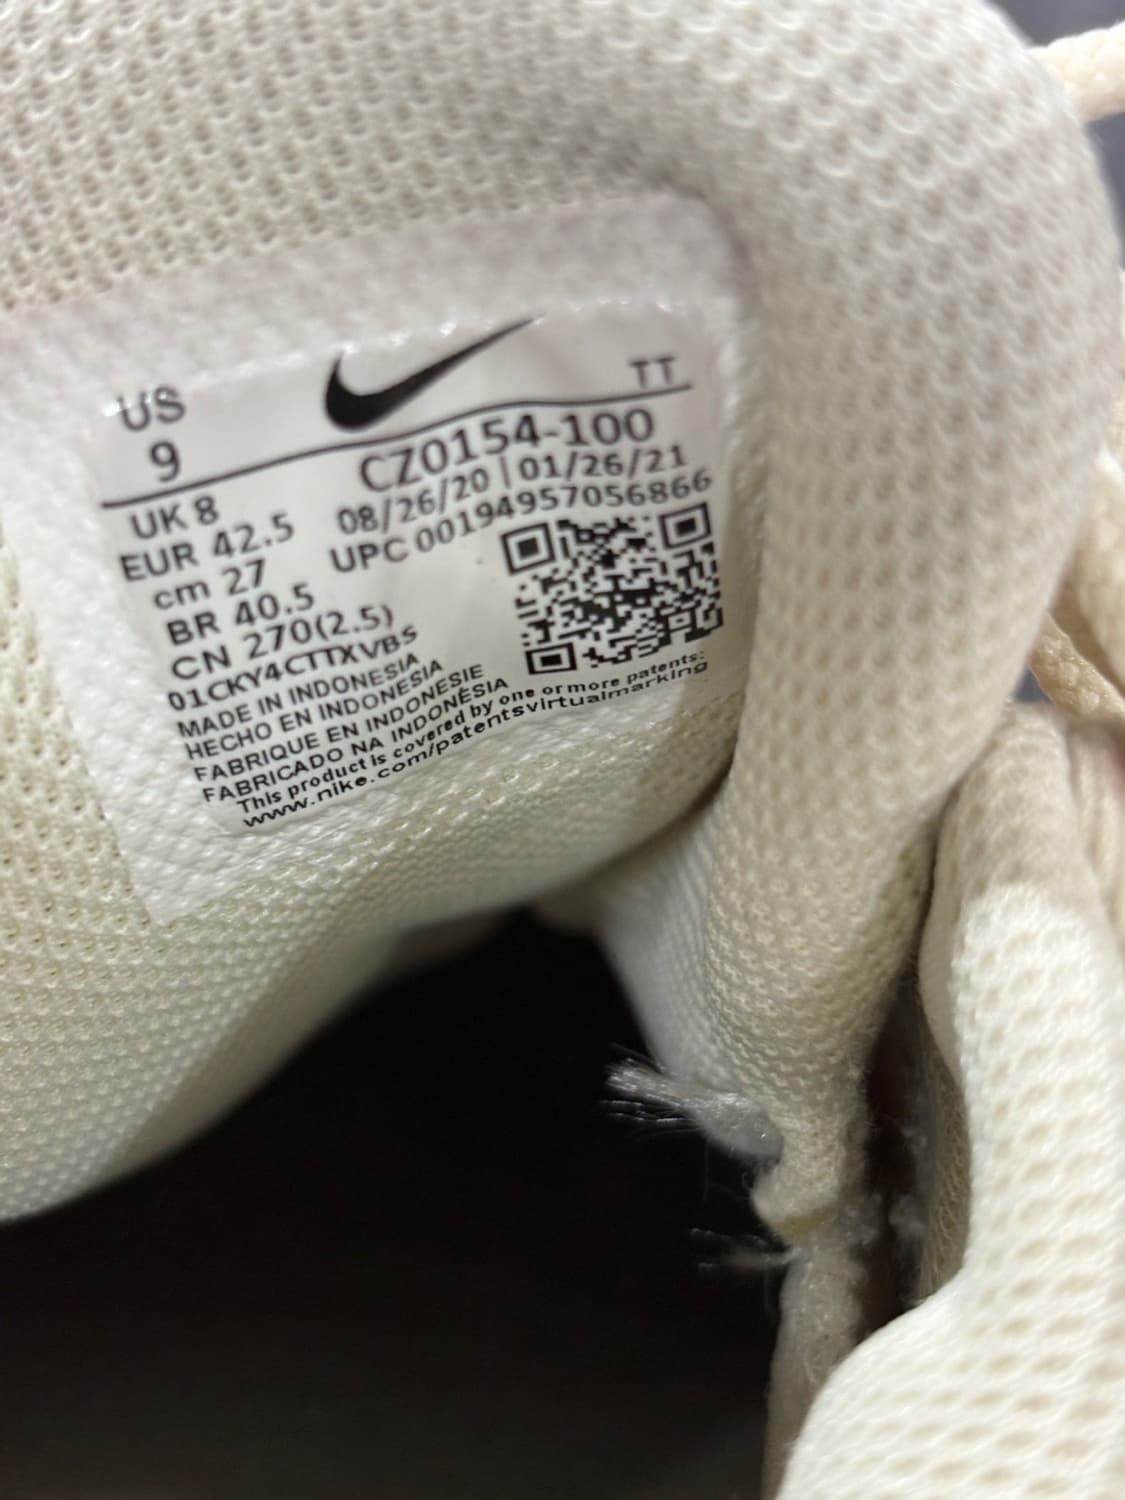 US
9
TT
CZ0154-100
08/26/20 | 01/26/21
UPC 00194957056866
UK 8
EUR 42.5
cm 27
BR 40.5
CN 270(2.5)
01CKY4CTTXVBS
MADE IN INDONESIA
HECHO EN INDONESIA
FABRIQUE EN INDONESIE
FABRICADO NA INDONÉSIA
This product is covered by one or more patents:
www.nike.com/patentsvirtualmarking